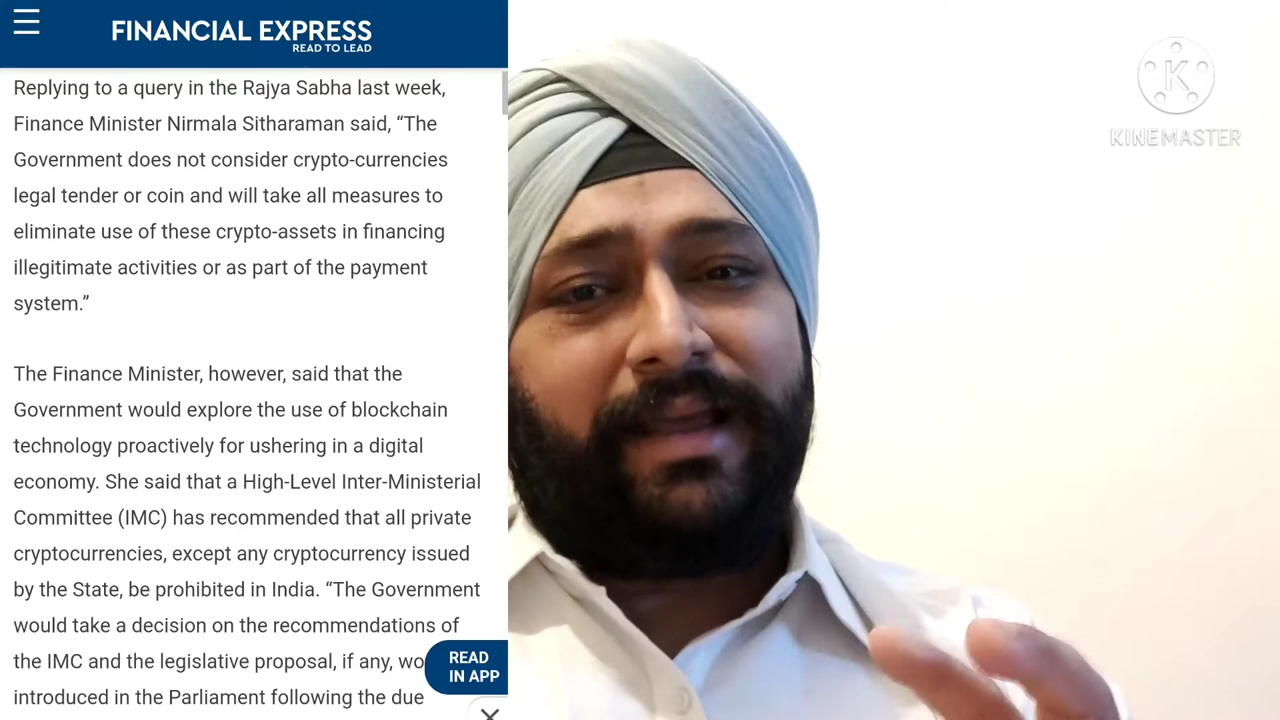 FINANCIAL EXPRESS
READ TO LEAD
Replying to a query in the Rajya Sabha last week,
Finance Minister Nirmala Sitharaman said, “The
Government does not consider crypto-currencies
legal tender or coin and will take all measures to
eliminate use of these crypto-assets in financing
illegitimate activities or as part of the payment
system.”
The Finance Minister, however, said that the
Government would explore the use of blockchain
technology proactively for ushering in a digital
economy. She said that a High-Level Inter-Ministerial
Committee (IMC) has recommended that all private
cryptocurrencies, except any cryptocurrency issued
by the State, be prohibited in India. “The Government
would take a decision on the recommendations of
the IMC and the legislative proposal, if any,
introduced in the Parliament following the due
READ
IN APP
K
KINEMASTER